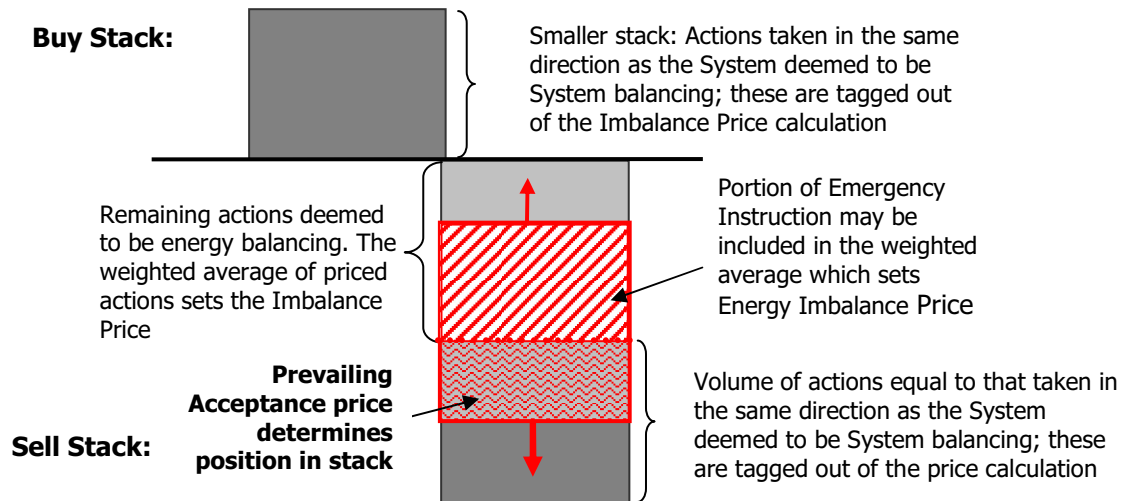 Buy Stack:
Smaller stack: Actions taken in the same
direction as the System deemed to be
System balancing; these are tagged out
of the Imbalance Price calculation
Remaining actions deemed
to be energy balancing. The
weighted average of priced
actions sets the Imbalance
Price
Portion of Emergency
Instruction may be
included in the weighted
average which sets
Energy Imbalance Price
Prevailing
Acceptance price
determines
position in stack
Sell Stack:
Volume of actions equal to that taken in
the same direction as the System
deemed to be System balancing; these
are tagged out of the price calculation